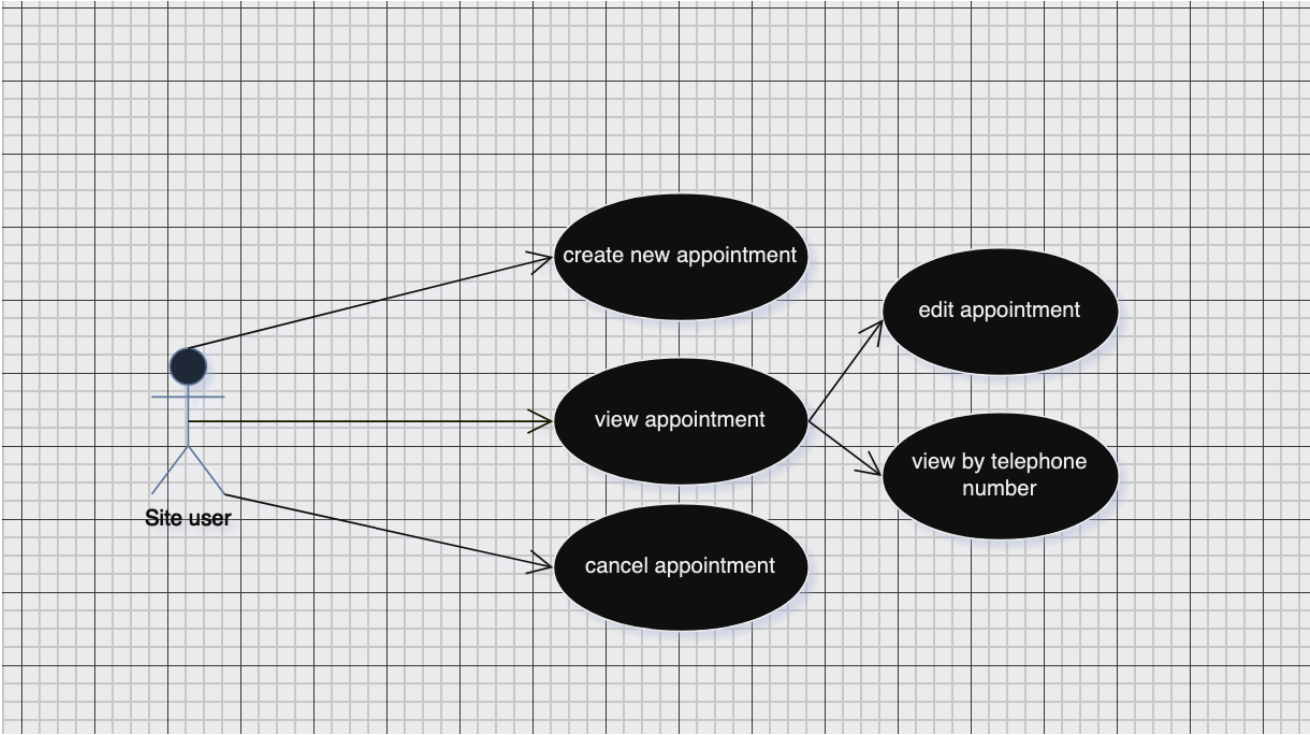 create new appointment
edit appointment
view appointment
view by telephone
number
Site user
cancel appointment